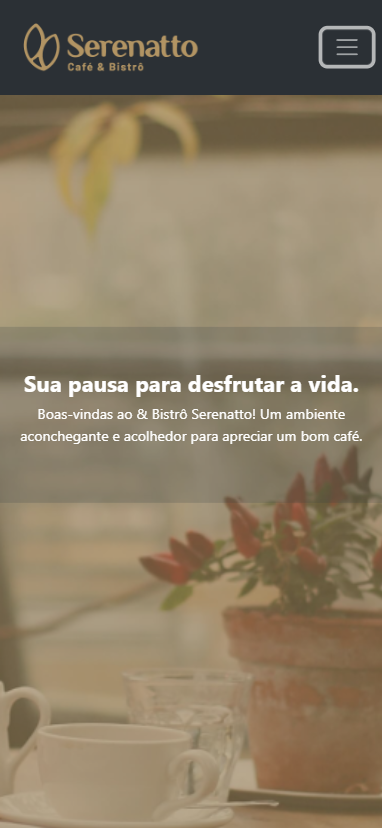 Serenatto
Café & Bistrô
Sua pausa para desfrutar a vida.
Boas-vindas ao & Bistrô Serenatto! Um ambiente
aconchegante e acolhedor para apreciar um bom café.